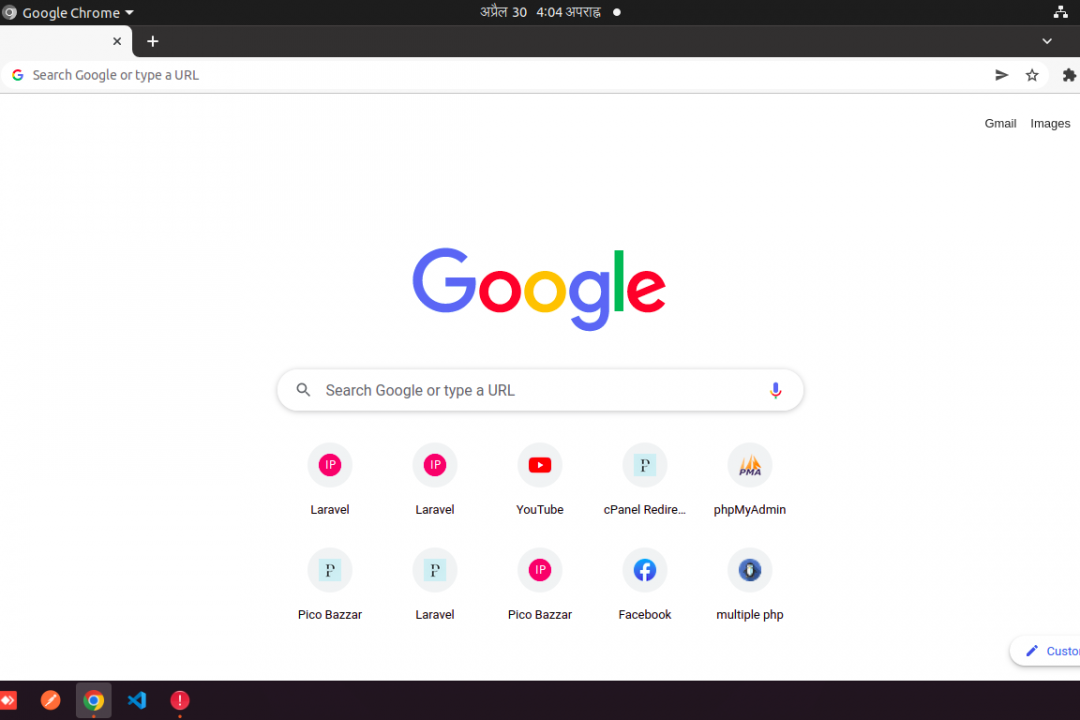 Google Chrome
अप्रैल 30 4:04 अपराह्न
Search Google or type a URL
Gmail Images
Google
Search Google or type a URL
IP IP P PMA
Laravel Laravel YouTube cPanel Redire... phpMyAdmin
P P IP
Pico Bazzar Laravel Pico Bazzar Facebook multiple php
Custo